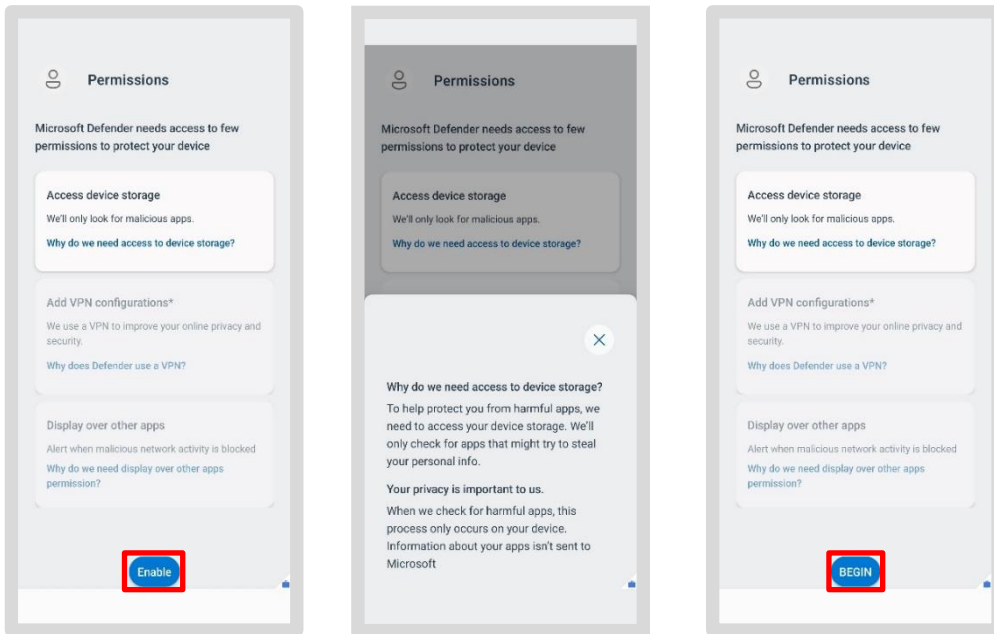 Permissions
Microsoft Defender needs access to few
permissions to protect your device
Access device storage
We'll only look for malicious apps.
Why do we need access to device storage?
Add VPN configurations*
We use a VPN to improve your online privacy and
security.
Why does Defender use a VPN?
Display over other apps
Alert when malicious network activity is blocked
Why do we need display over other apps
permission?
Enable
Permissions
Microsoft Defender needs access to few
permissions to protect your device
Access device storage
We'll only look for malicious apps.
Why do we need access to device storage?
Why do we need access to device storage?
To help protect you from harmful apps, we
need to access your device storage. We'll
only check for apps that might try to steal
your personal info.
Your privacy is important to us.
When we check for harmful apps, this
process only occurs on your device.
Information about your apps isn't sent to
Microsoft
Permissions
Microsoft Defender needs access to few
permissions to protect your device
Access device storage
We'll only look for malicious apps.
Why do we need access to device storage?
Add VPN configurations*
We use a VPN to improve your online privacy and
security.
Why does Defender use a VPN?
Display over other apps
Alert when malicious network activity is blocked
Why do we need display over other apps
permission?
BEGIN